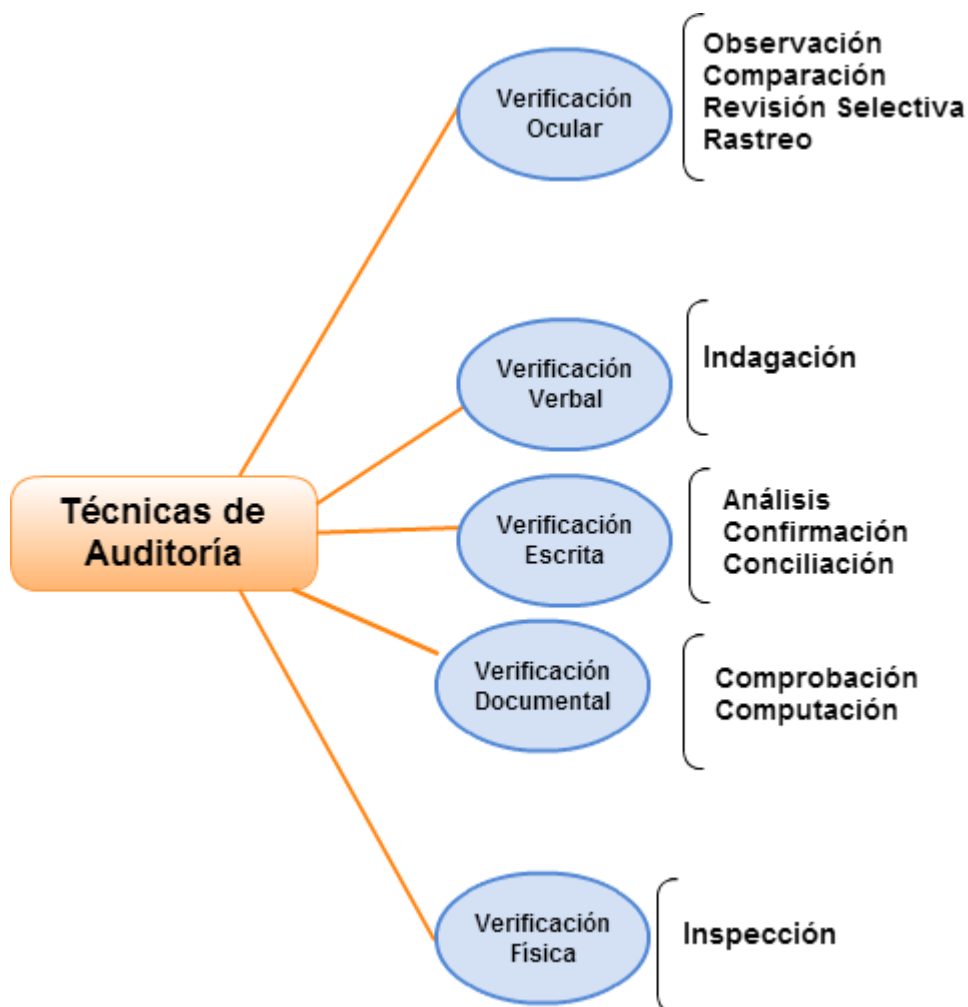 Técnicas de
Auditoría
Verificación
Ocular
Observación
Comparación
Revisión Selectiva
Rastreo
Verificación
Verbal
Indagación
Verificación
Escrita
Análisis
Confirmación
Conciliación
Verificación
Documental
Comprobación
Computación
Verificación
Física
Inspección